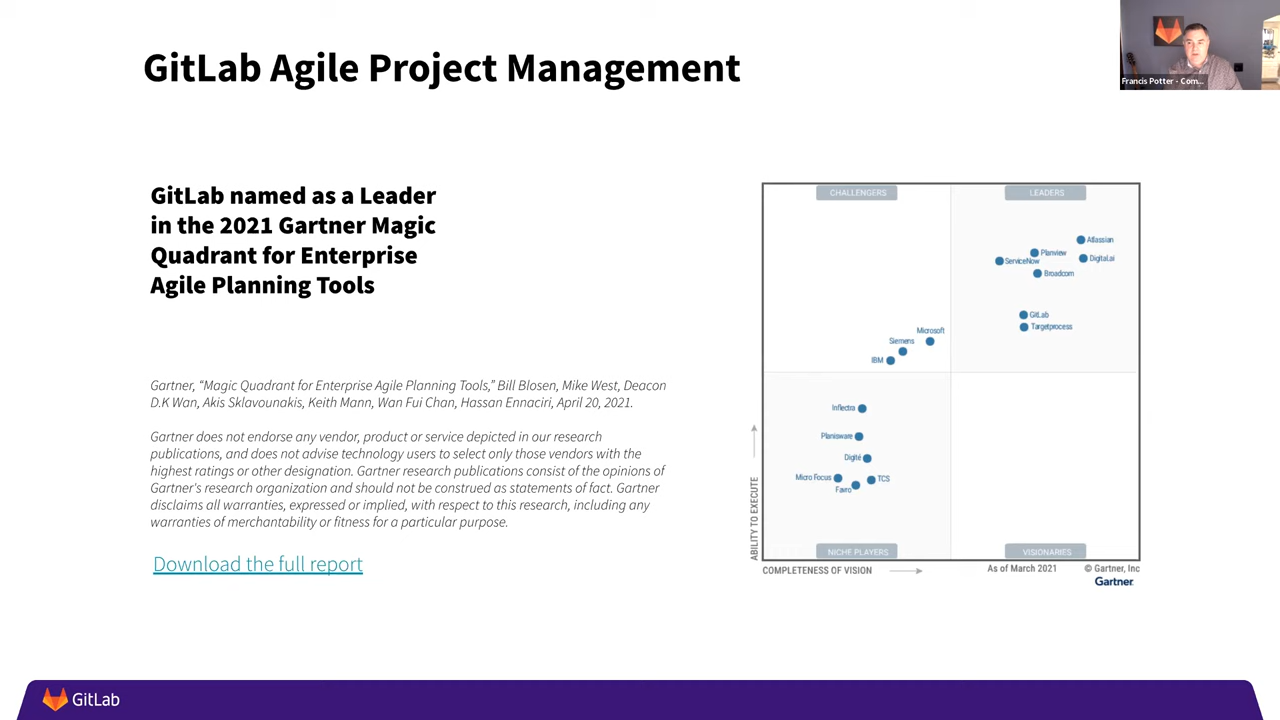 GitLab Agile Project Management
Francis Potter - Com...
GitLab named as a Leader
in the 2021 Gartner Magic
Quadrant for Enterprise
Agile Planning Tools
Gartner, “Magic Quadrant for Enterprise Agile Planning Tools,” Bill Blosen, Mike West, Deacon
D.K Wan, Akis Sklavounakis, Keith Mann, Wan Fui Chan, Hassan Ennaciri, April 20, 2021.
Gartner does not endorse any vendor, product or service depicted in our research
publications, and does not advise technology users to select only those vendors with the
highest ratings or other designation. Gartner research publications consist of the opinions of
Gartner's research organization and should not be construed as statements of fact. Gartner
disclaims all warranties, expressed or implied, with respect to this research, including any
warranties of merchantability or fitness for a particular purpose.
Download the full report
CHALLENGERS
LEADERS
Atlassian
Planview
Digital.ai
ServiceNow
Broadcom
GitLab
Targetprocess
Microsoft
Siemens
IBM
Inflectra
Planisware
Digité
Micro Focus
TCS
Favro
NICHE PLAYERS
VISIONARIES
ABILITY TO EXECUTE
COMPLETENESS OF VISION
As of March 2021
© Gartner, Inc
Gartner
GitLab